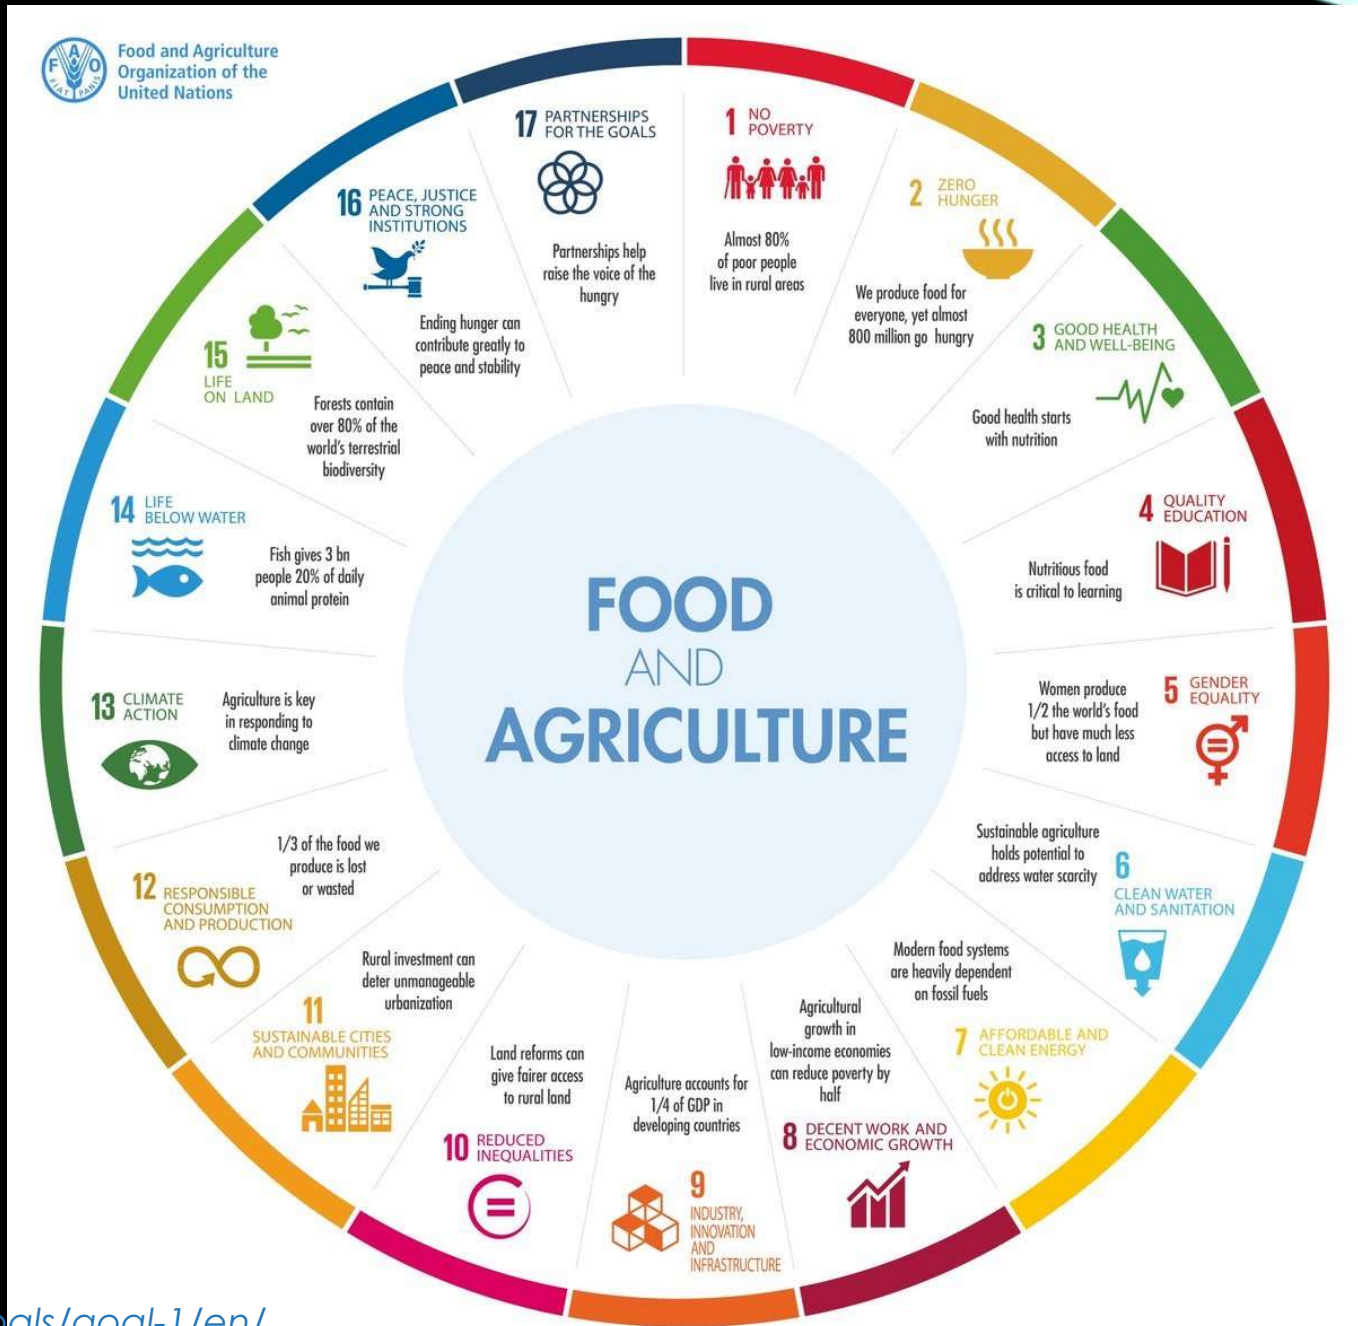 Food and Agriculture
Organization of the
United Nations
FAO
FIAT PANIS
1 NO
POVERTY
Almost 80%
of poor people
live in rural areas
2 ZERO
HUNGER
We produce food for
everyone, yet almost
800 million go hungry
3 GOOD HEALTH
AND WELL-BEING
Good health starts
with nutrition
4 QUALITY
EDUCATION
Nutritious food
is critical to learning
5 GENDER
EQUALITY
Women produce
1/2 the world's food
but have much less
access to land
6
CLEAN WATER
AND SANITATION
Sustainable agriculture
holds potential to
address water scarcity
7 AFFORDABLE AND
CLEAN ENERGY
Modern food systems
are heavily dependent
on fossil fuels
8 DECENT WORK AND
ECONOMIC GROWTH
Agricultural
growth in
low-income economies
can reduce poverty by
half
9
INDUSTRY,
INNOVATION
AND
INFRASTRUCTURE
Agriculture accounts for
1/4 of GDP in
developing countries
10 REDUCED
INEQUALITIES
Land reforms can
give fairer access
to rural land
11
SUSTAINABLE CITIES
AND COMMUNITIES
Rural investment can
deter unmanageable
urbanization
12 RESPONSIBLE
CONSUMPTION
AND PRODUCTION
1/3 of the food we
produce is lost
or wasted
13 CLIMATE
ACTION
Agriculture is key
in responding to
climate change
14 LIFE
BELOW WATER
Fish gives 3 bn
people 20% of daily
animal protein
15
LIFE
ON LAND
Forests contain
over 80% of the
world's terrestrial
biodiversity
16 PEACE, JUSTICE
AND STRONG
INSTITUTIONS
Ending hunger can
contribute greatly to
peace and stability
17 PARTNERSHIPS
FOR THE GOALS
Partnerships help
raise the voice of the
hungry
FOOD
AND
AGRICULTURE
/goal-1/en/